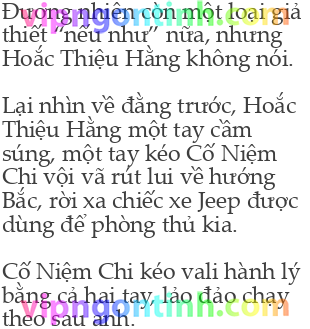 Đương nhiên còn một loại giả
thiết “nếu như” nữa, nhưng
Hoắc Thiệu Hằng không nói.
Lại nhìn về đằng trước, Hoắc
Thiệu Hằng một tay cầm
súng, một tay kéo Cố Niệm
Chi vội vã rút lui về hướng
Bắc, rời xa chiếc xe Jeep được
dùng để phòng thủ kia.
Cố Niệm Chi kéo vali hành lý
bằng cả hai tay, lảo đảo chạy
vipngontinh.com
theo sau anh.